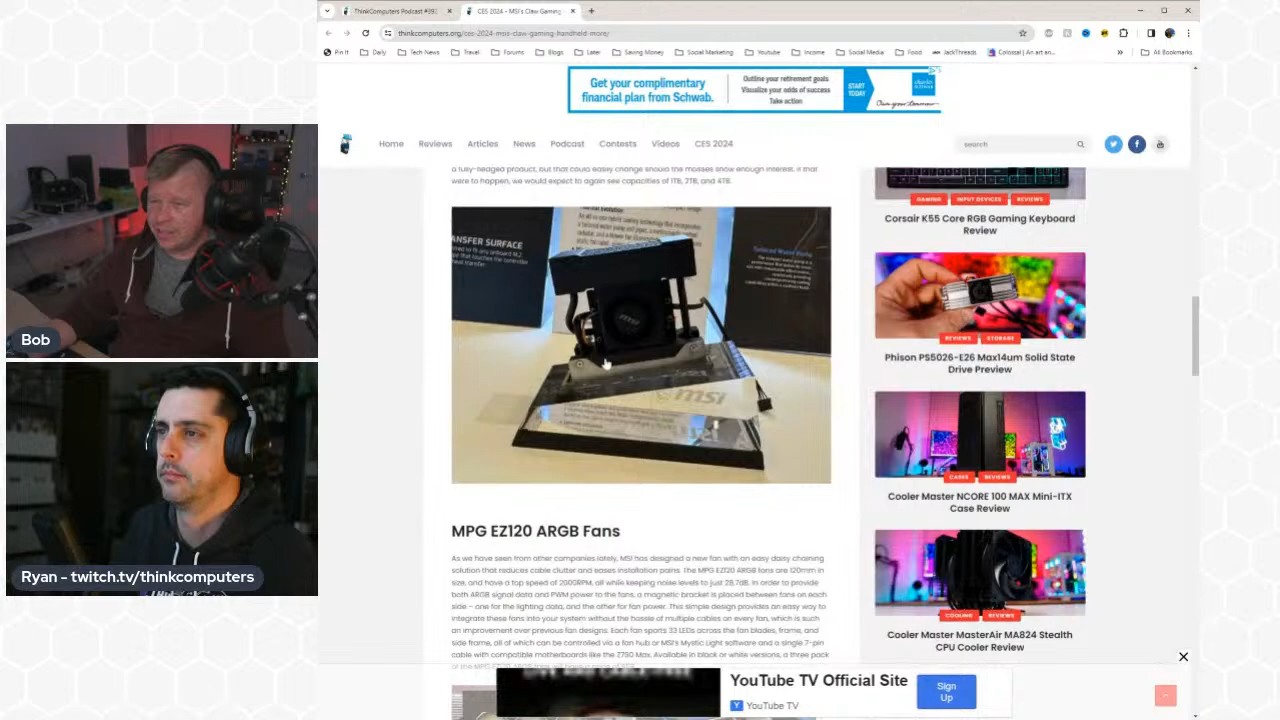 ThinkComputers Podcast #393
CES 2024 - MSI's Claw Gaming
thinkcomputers.org/ces-2024-msis-claw-gaming-handheld-more/
Pin It
Daily
Tech News
Travel
Forums
Blogs
Later
Saving Money
Social Marketing
Youtube
Income
Social Media
Food
JackThreads
Colossal | An art an...
All Bookmarks
Get your complimentary
financial plan from Schwab.
Outline your retirement goals
Visualize your odds of success
Take action
START
TODAY
charles
SCHWAB
Own your tomorrow
Home
Reviews
Articles
News
Podcast
Contests
Videos
CES 2024
search
a fully-fledged product, but that could easily change should the masses show enough interest. If that
were to happen, we would expect to again see capacities of 1TB, 2TB, and 4TB.
ANSFER SURFACE
msi
msi
MPG EZ120 ARGB Fans
As we have seen from other companies lately, MSI has designed a new fan with an easy daisy chaining
solution that reduces cable clutter and eases installation pains. The MPG EZ120 ARGB fans are 120mm in
size, and have a top speed of 2000RPM, all while keeping noise levels to just 28.7dB. In order to provide
both ARGB signal data and PWM power to the fans, a magnetic bracket is placed between fans on each
side – one for the lighting data, and the other for fan power. This simple design provides an easy way to
integrate these fans into your system without the hassle of multiple cables on every fan, which is such
an improvement over previous fan designs. Each fan sports 33 LEDs across the fan blades, frame, and
side frame, all of which can be controlled via a fan hub or MSI's Mystic Light software and a single 7-pin
cable with compatible motherboards like the Z790 Max. Available in black or white versions, a three pack
GAMING
INPUT DEVICES
REVIEWS
Corsair K55 Core RGB Gaming Keyboard
Review
REVIEWS
STORAGE
Phison PS5026-E26 Max14um Solid State
Drive Preview
CASES
REVIEWS
Cooler Master NCORE 100 MAX Mini-ITX
Case Review
COOLING
REVIEWS
Cooler Master MasterAir MA824 Stealth
CPU Cooler Review
YouTube TV Official Site
YouTube TV
Sign
Up
Bob
Tyson - twitch.tv/thinkcomputers